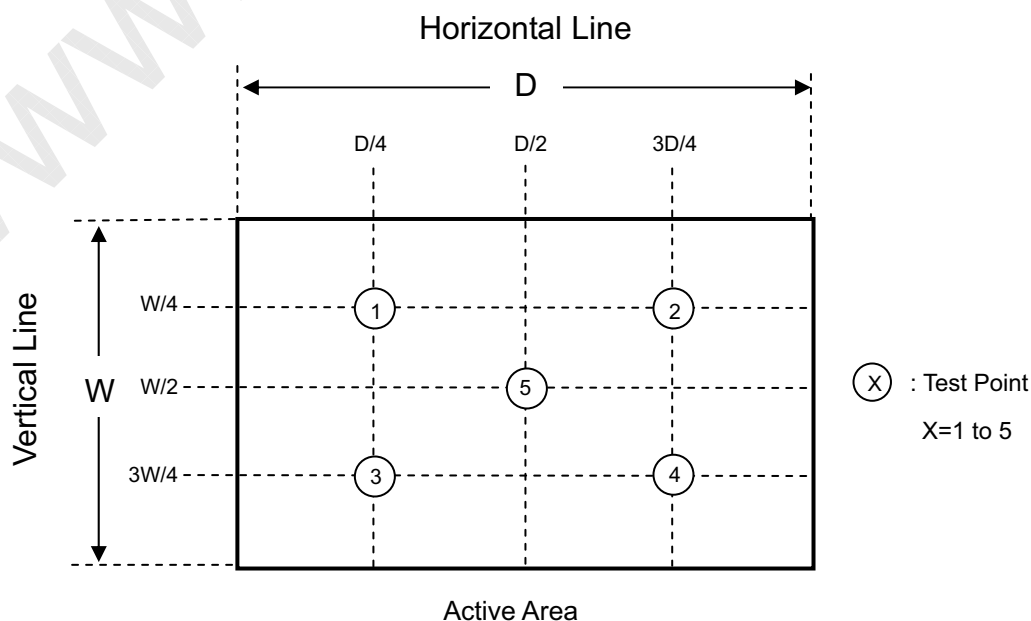 Horizontal Line
D
D/4 D/2 3D/4
Vertical Line
W
W/4
W/2
3W/4
1 2
5
3 4
X : Test Point
X=1 to 5
Active Area